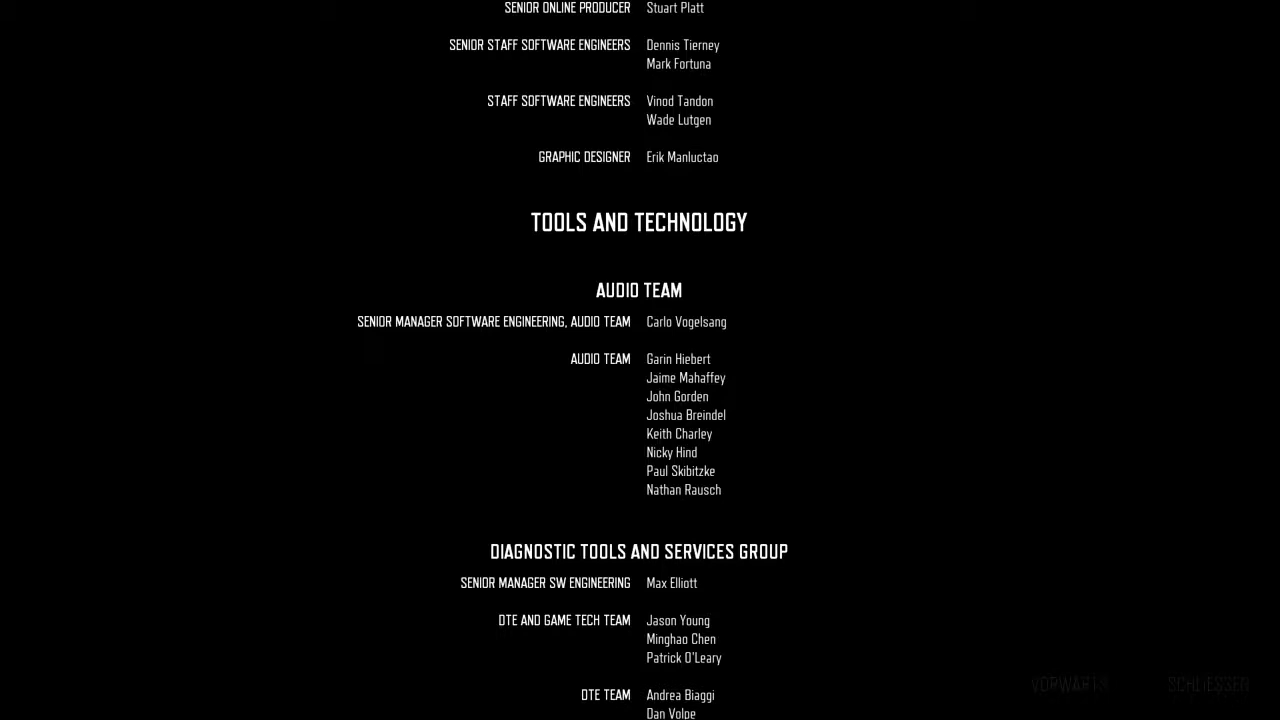 SENIOR ONLINE PRODUCER Stuart Platt
SENIOR STAFF SOFTWARE ENGINEERS Dennis Tierney
Mark Fortuna
STAFF SOFTWARE ENGINEERS Vinod Tandon
Wade Lutgen
GRAPHIC DESIGNER Erik Manluctao
TOOLS AND TECHNOLOGY
AUDIO TEAM
SENIOR MANAGER SOFTWARE ENGINEERING, AUDIO TEAM Carlo Vogelsang
AUDIO TEAM Garin Hiebert
Jaime Mahaffey
John Gorden
Joshua Breindel
Keith Charley
Nicky Hind
Paul Skibitzke
Nathan Rausch
DIAGNOSTIC TOOLS AND SERVICES GROUP
SENIOR MANAGER SW ENGINEERING Max Elliott
DTE AND GAME TECH TEAM Jason Young
Minghao Chen
Patrick O'Leary
DTE TEAM Andrea Biaggi
Dan Volpe
VORWÄRTS SCHLIESSEN